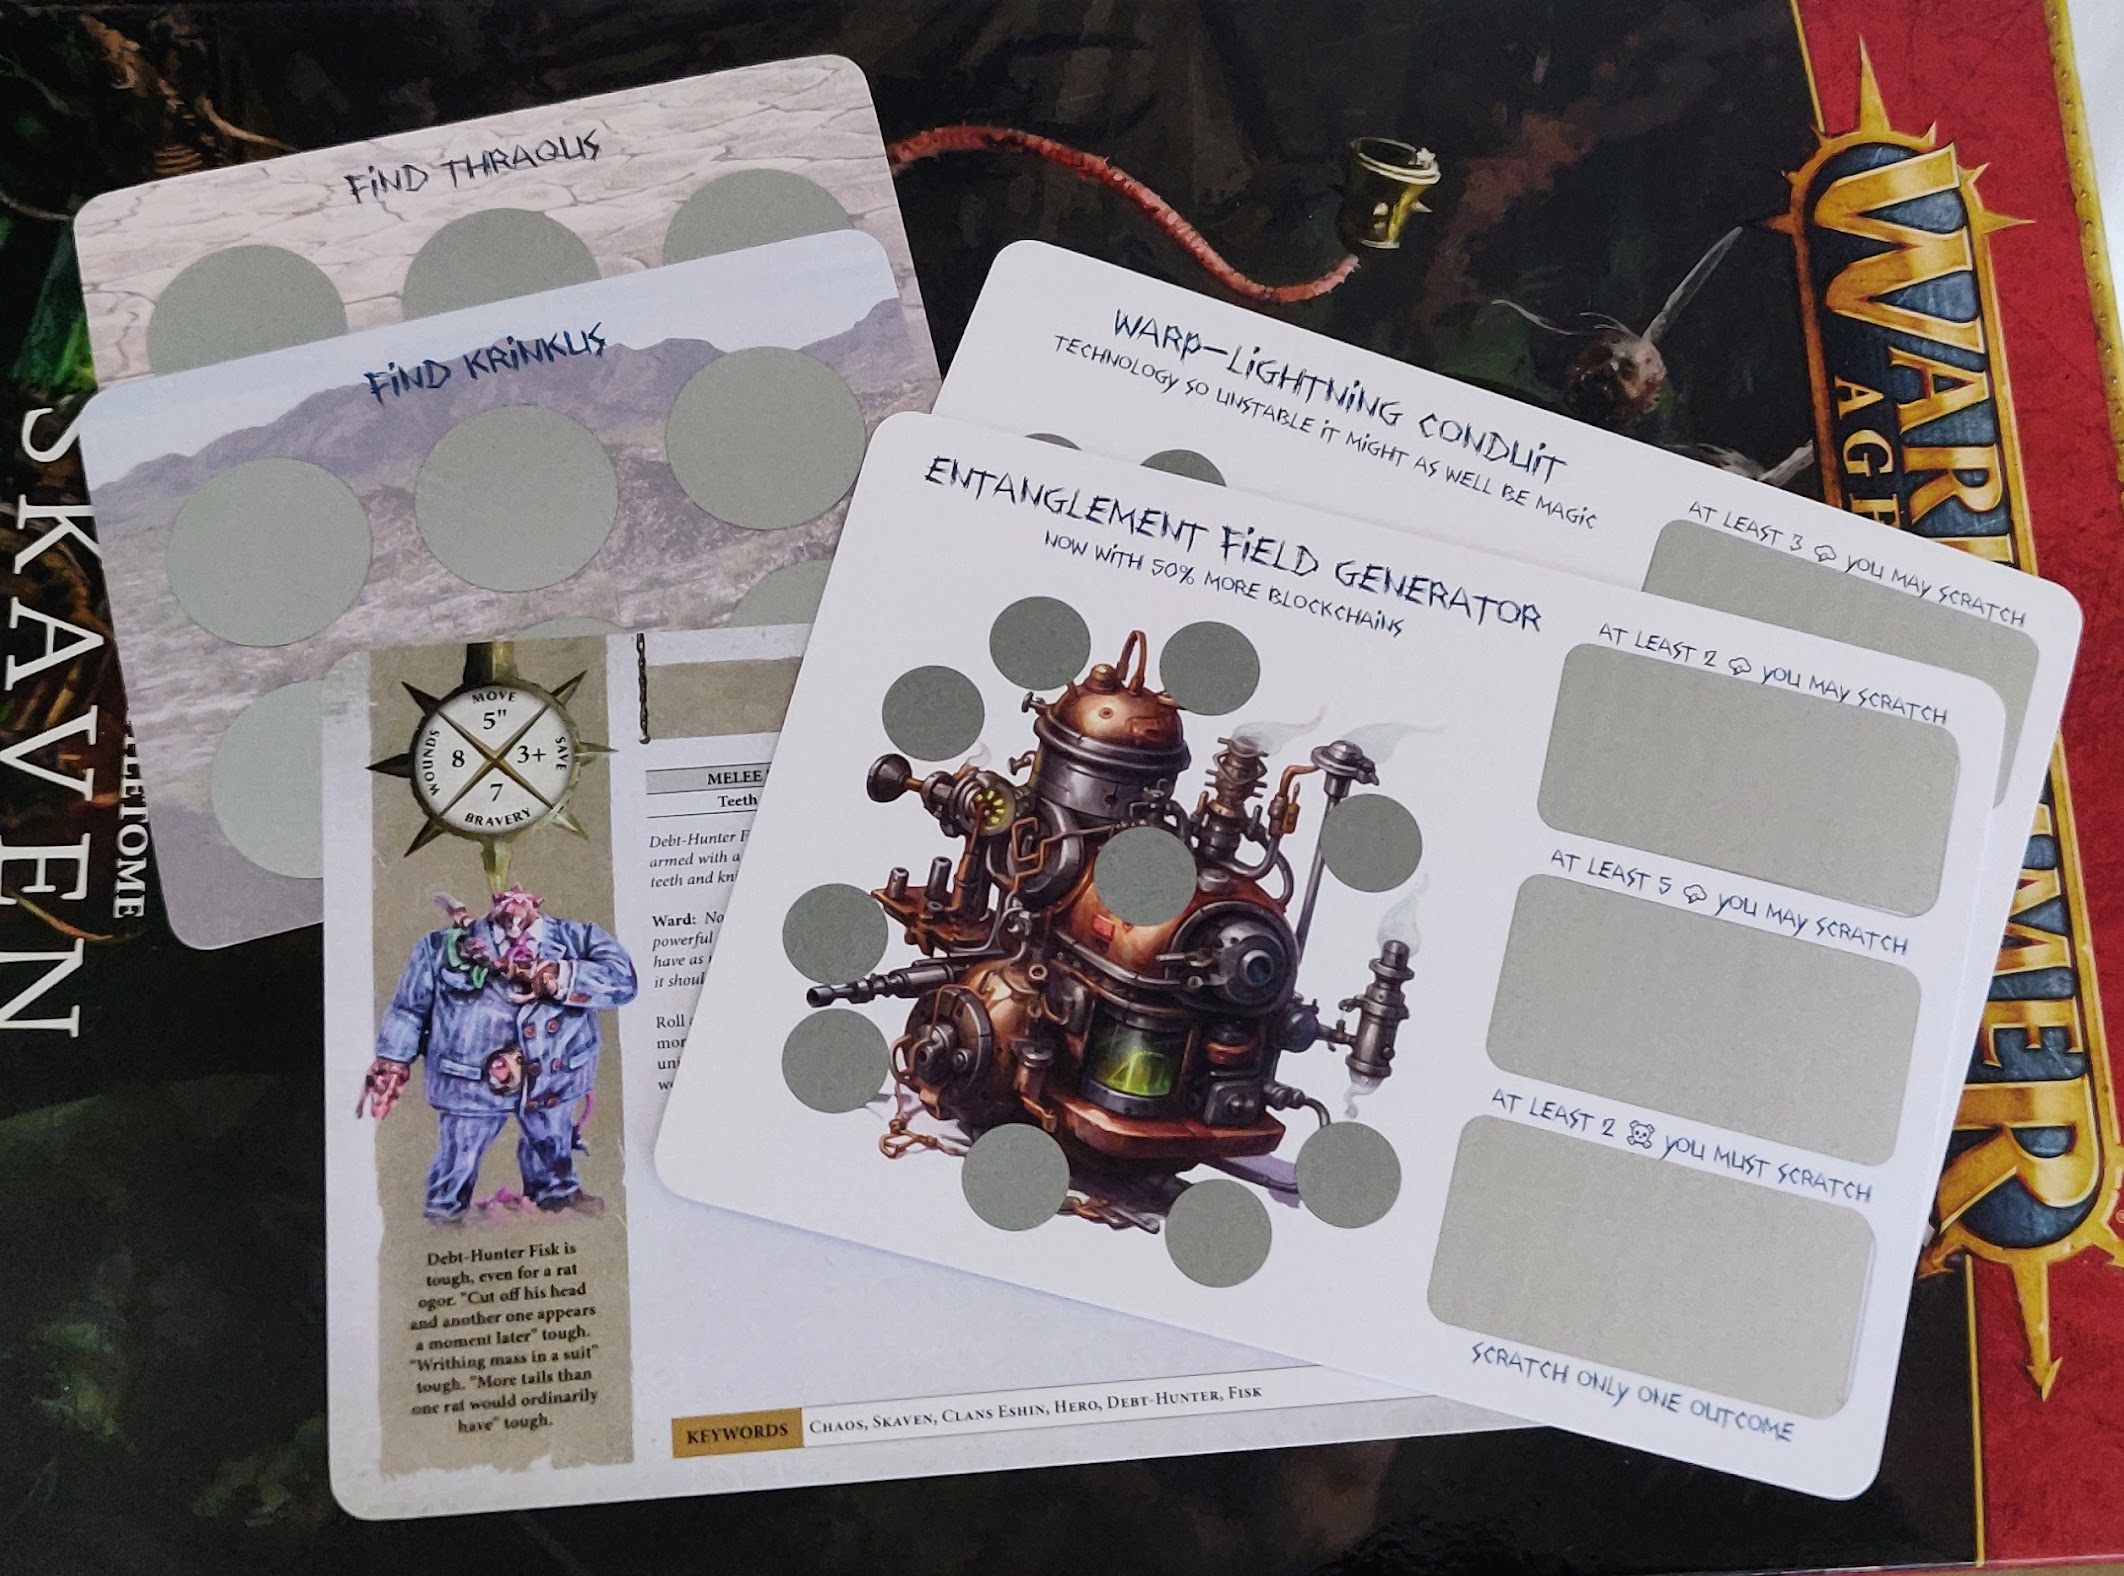 FIND THRAQUS
FIND KRINKUS
WARP-LIGHTNING CONDUIT
TECHNOLOGY SO UNSTABLE IT MIGHT AS WELL BE MAGIC
AT LEAST 3 YOU MAY SCRATCH
ENTANGLEMENT FIELD GENERATOR
NOW WITH 50% MORE BLOCKCHAINS
AT LEAST 2 YOU MAY SCRATCH
AT LEAST 5 YOU MAY SCRATCH
AT LEAST 2 YOU MUST SCRATCH
SCRATCH ONLY ONE OUTCOME
MOVE
5"
WOUNDS
8
3+
SAVE
7
BRAVERY
MELEE
Teeth
Debt-Hunter F
armed with a
teeth and kn
Ward: No
powerful
have as
it shoul
Roll
mor
uni
we
Debt-Hunter Fisk is
tough, even for a rat
ogor. "Cut off his head
and another one appears
a moment later" tough.
"Writhing mass in a suit"
tough. "More tails than
one rat would ordinarily
have" tough.
KEYWORDS
CHAOS, SKAVEN, CLANS ESHIN, HERO, DEBT-HUNTER, FISK
SKAVEN
WARHAMMER